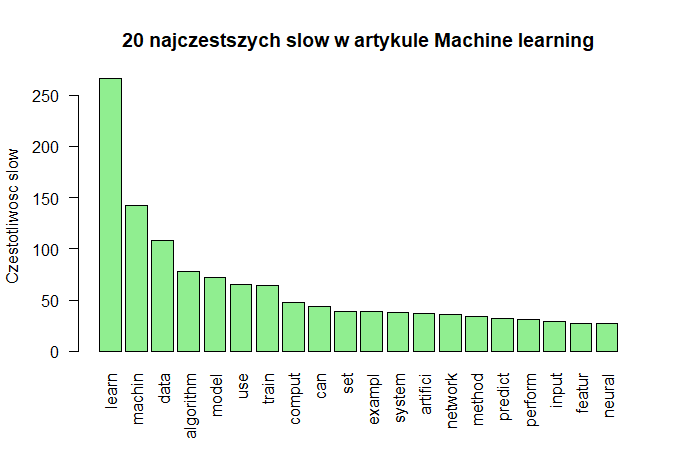 20 najczestszych slow w artykule Machine learning
Czestotliwosc slow
250
200
150
100
50
0
learn
machin
data
algorithm
model
use
train
comput
can
set
exampl
system
artifici
network
method
predict
perform
input
featur
neural